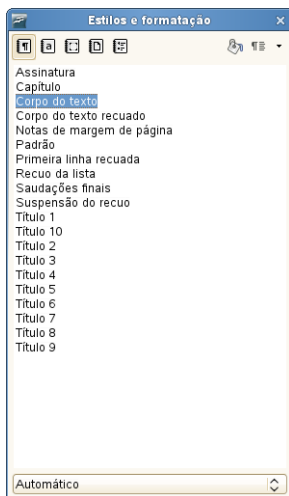 Estilos e formatação
Assinatura
Capítulo
Corpo do texto
Corpo do texto recuado
Notas de margem de página
Padrão
Primeira linha recuada
Recuo da lista
Saudações finais
Suspensão do recuo
Título 1
Título 10
Título 2
Título 3
Título 4
Título 5
Título 6
Título 7
Título 8
Título 9
Automático